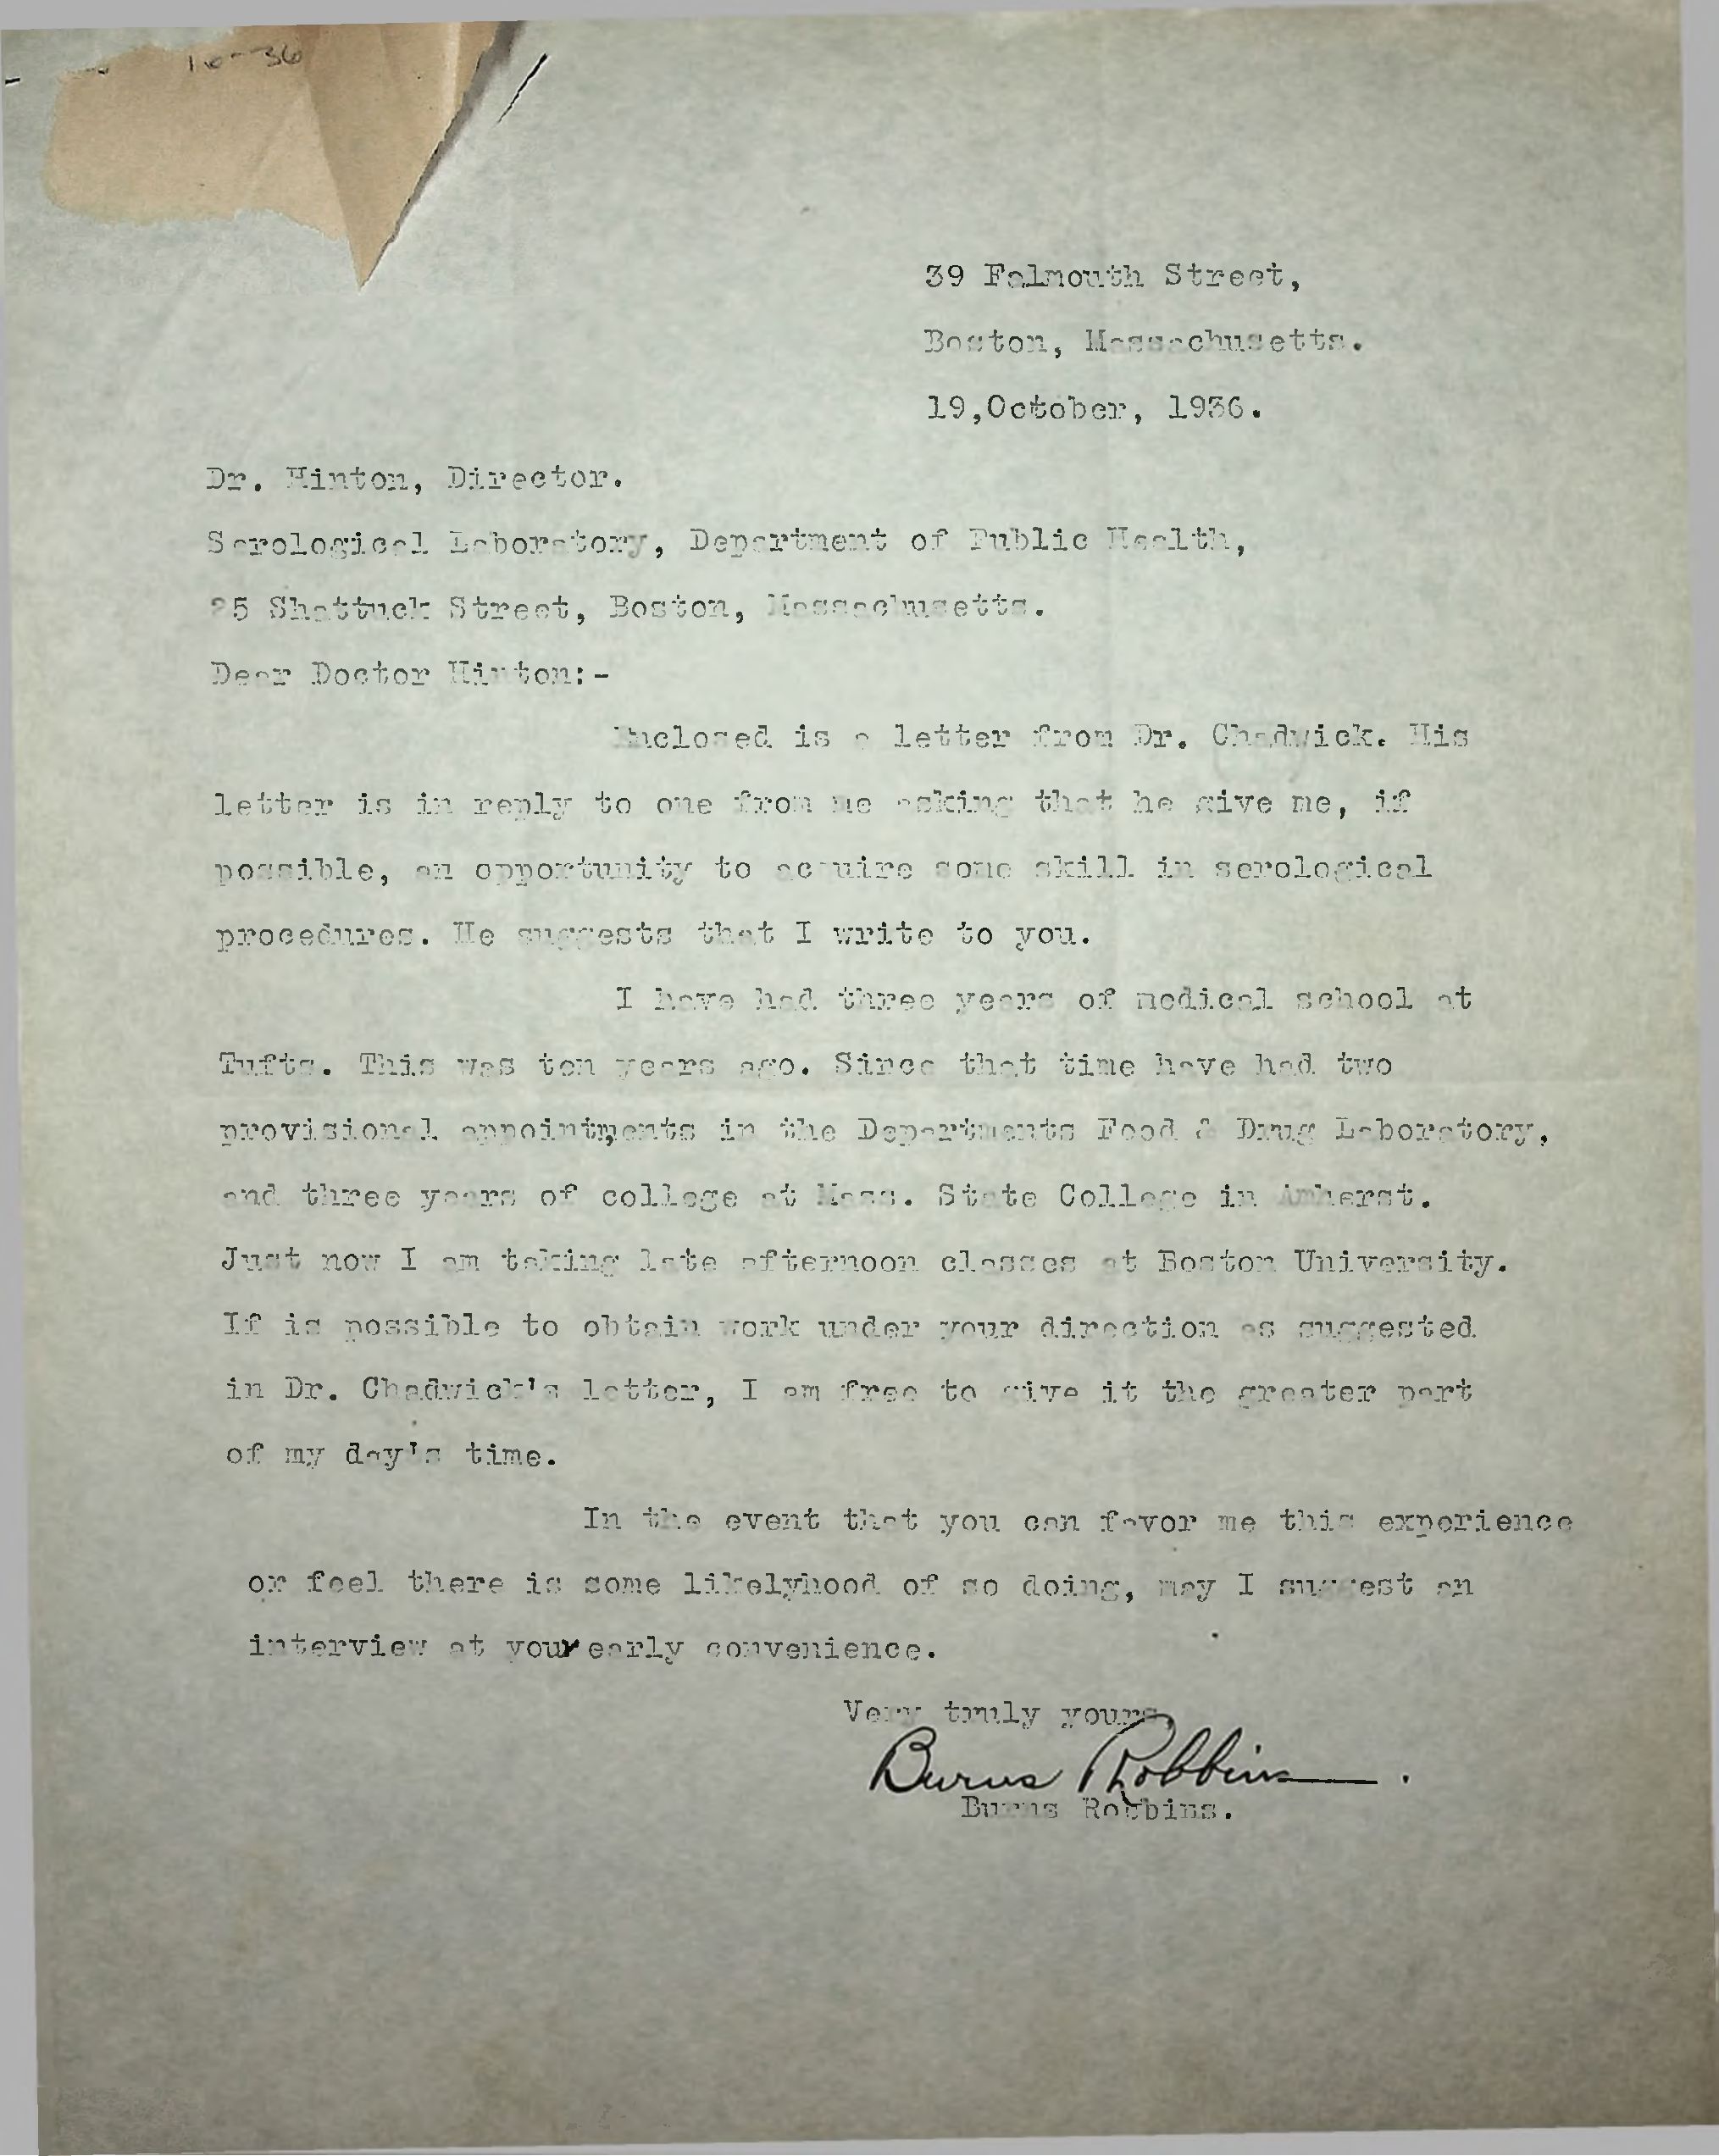 10-36
39 Falmouth Street,
Boston, Massachusetts.
19,October, 1936.
Dr. Hinton, Director.
Serological Laboratory, Department of Public Health,
25 Shattuck Street, Boston, Massachusetts.
Dear Doctor Hinton:-
Enclosed is a letter from Dr. Chadwick. His
letter is in reply to one from me asking that he give me, if
possible, an opportunity to acquire some skill in serological
procedures. He suggests that I write to you.
I have had three years of medical school at
Tufts. This was ten years ago. Since that time have had two
provisional appointments in the Departments Food & Drug Laboratory,
and three years of college at Mass. State College in Amherst.
Just now I am taking late afternoon classes at Boston University.
If is possible to obtain work under your direction as suggested
in Dr. Chadwick's letter, I am free to give it the greater part
of my day's time.
In the event that you can favor me this experience
or feel there is some likelyhood of so doing, may I suggest an
interview at your early convenience.
Very truly yours,
Burns Robbins.
Burns Robbins.